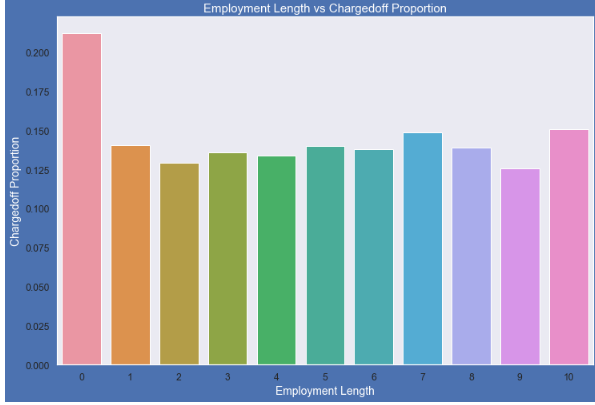 Employment Length vs Chargedoff Proportion
Chargedoff Proportion
0.200
0.175
0.150
0.125
0.100
0.075
0.050
0.025
0.000
0 1 2 3 4 5 6 7 8 9 10
Employment Length